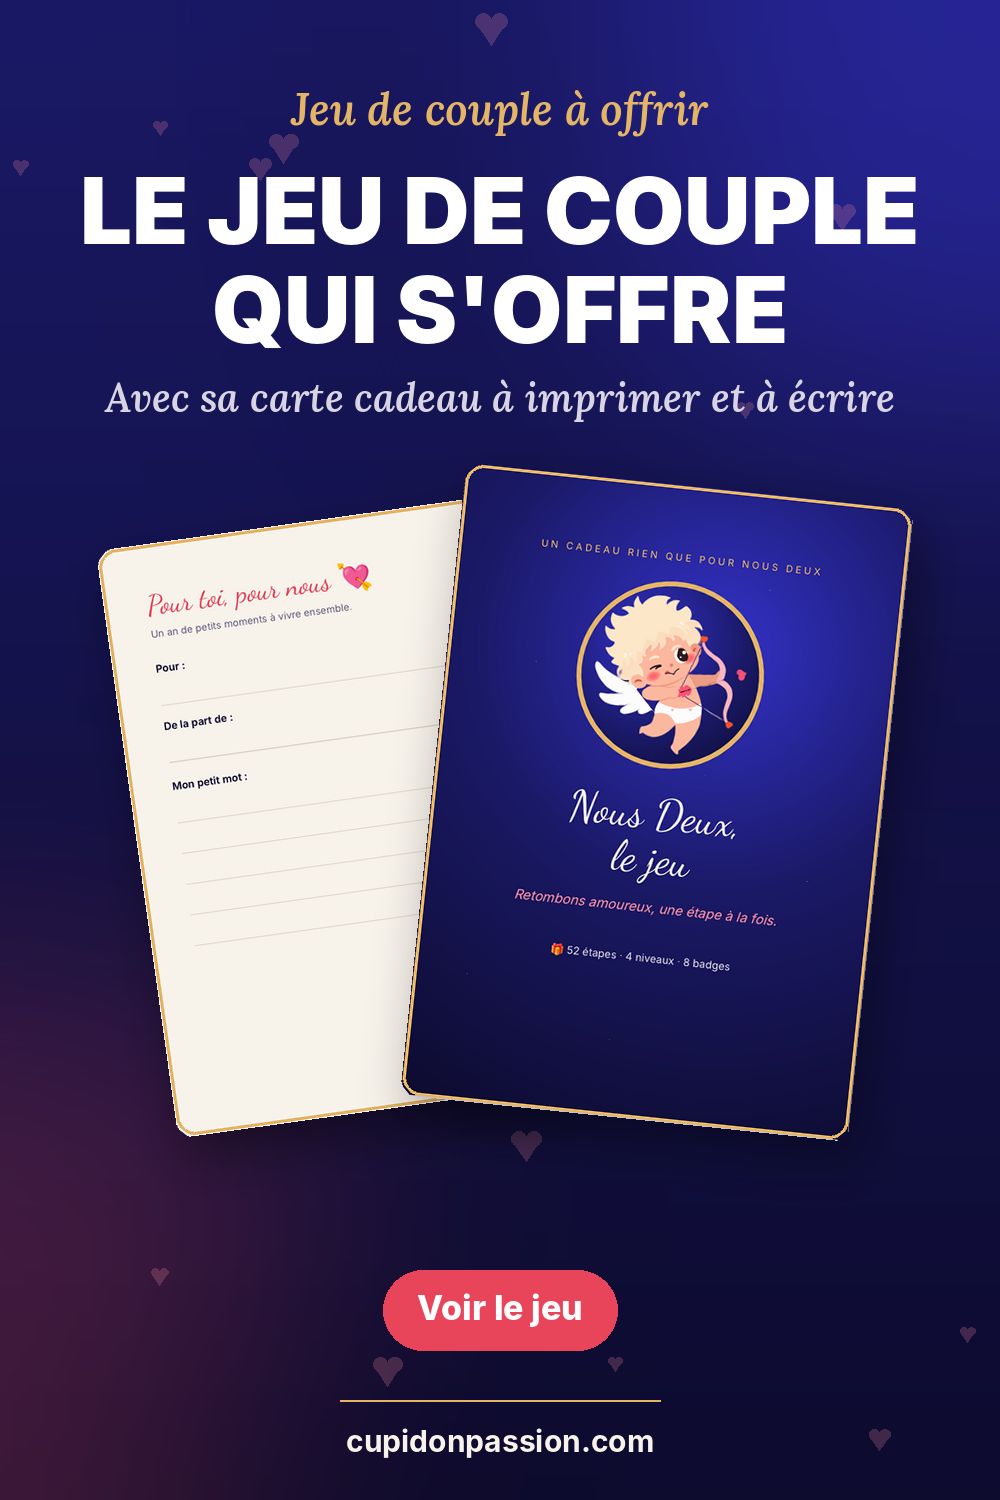 Jeu de couple à offrir
LE JEU DE COUPLE
QUI S'OFFRE
Avec sa carte cadeau à imprimer et à écrire
Pour toi, pour nous
Un an de petits moments à vivre ensemble.
Pour :
De la part de :
Mon petit mot :
UN CADEAU RIEN QUE POUR NOUS DEUX
Nous Deux,
le jeu
Retombons amoureux, une étape à la fois.
52 étapes · 4 niveaux · 8 badges
Voir le jeu
cupidonpassion.com